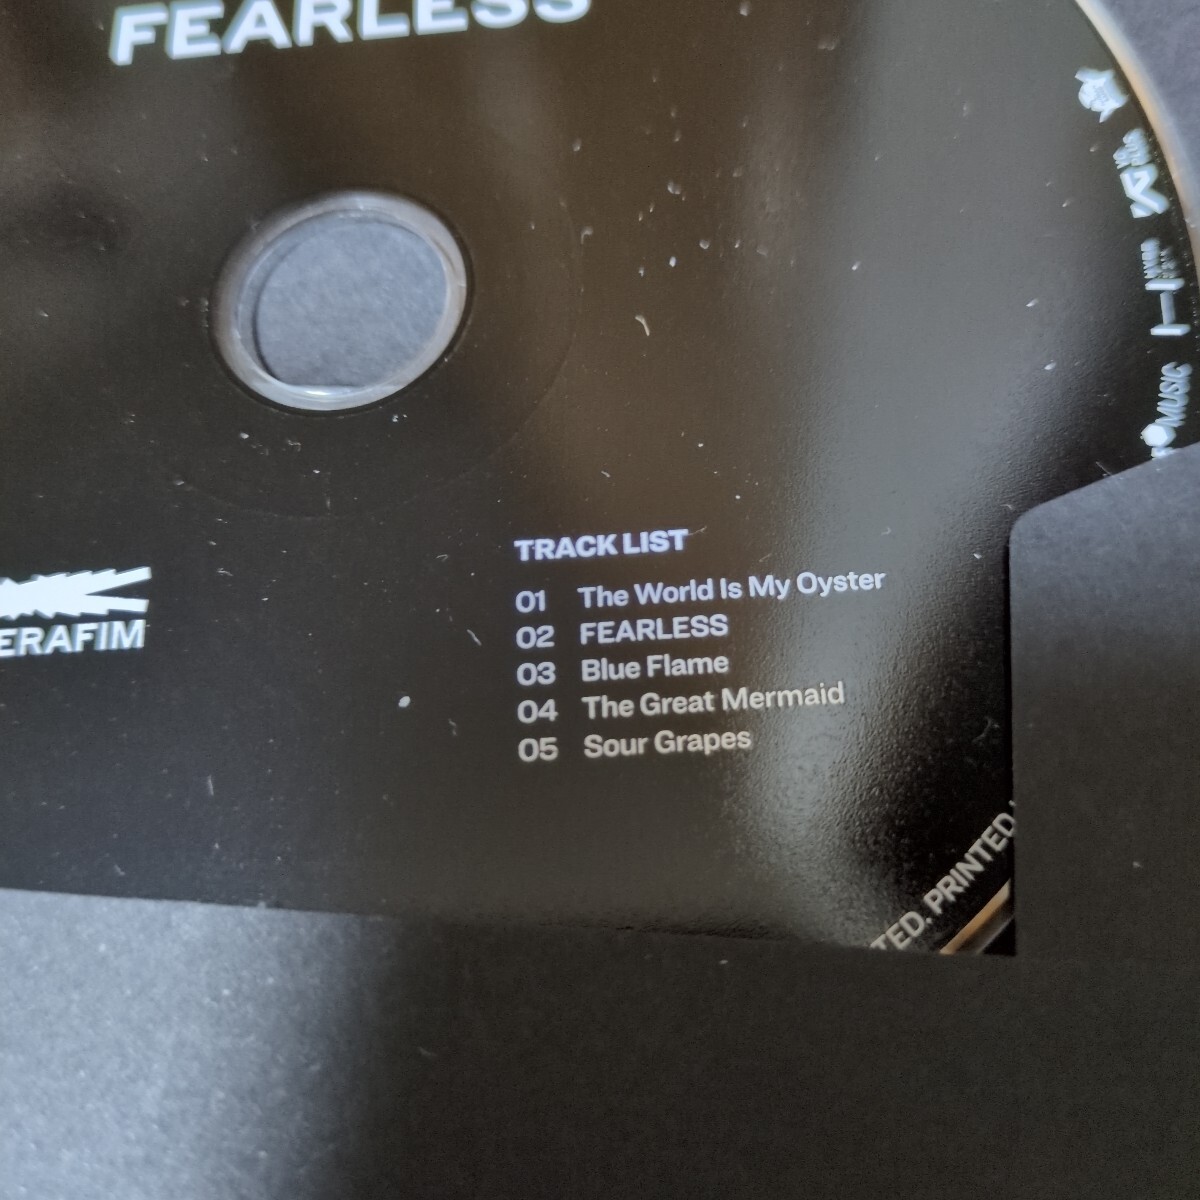 FEARLESS
ERAFIM
TRACK LIST
01 The World Is My Oyster
02 FEARLESS
03 Blue Flame
04 The Great Mermaid
05 Sour Grapes
MUSIC
TED. PRINTED